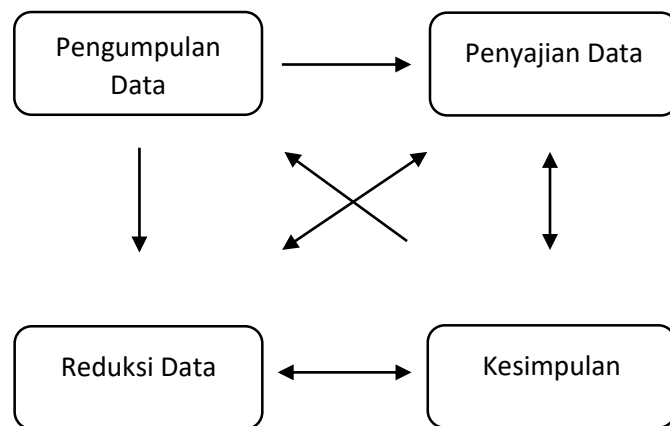 Pengumpulan
Data
Penyajian Data
Reduksi Data
Kesimpulan